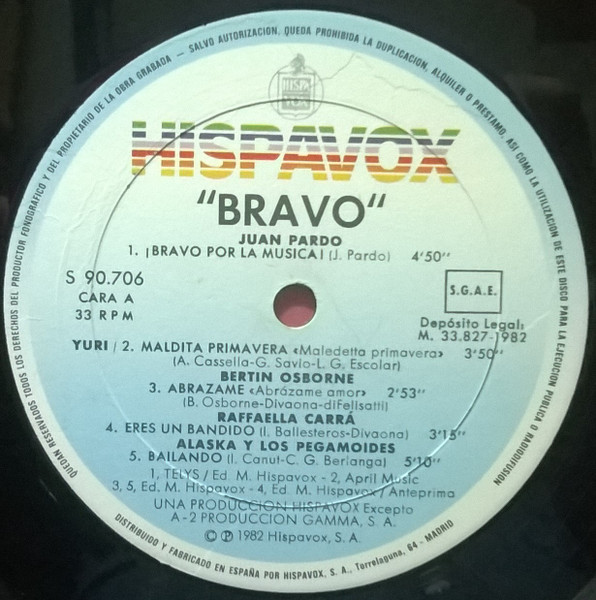 QUEDAN RESERVADOS TODOS LOS DERECHOS DEL PRODUCTOR FONOGRAFICO Y DEL PROPIETARIO DE LA OBRA GRABADA — SALVO AUTORIZACION, QUEDA PROHIBIDA LA DUPLICACION, ALQUILER O PRESTAMO, ASI COMO LA UTILIZACION DE ESTE DISCO PARA LA EJECUCION PUBLICA O RADIODIFUSION
HISPA
VOX
HISPAVOX
"BRAVO"
JUAN PARDO
1. ¡BRAVO POR LA MUSICA! (J. Pardo) 4'50"
S 90.706
CARA A
33 RPM
S.G.A.E.
Depósito Legal:
M. 33.827-1982
YURI / 2. MALDITA PRIMAVERA «Maledetta primavera» 3'50"
(A. Cassella-G. Savio-L. G. Escolar)
BERTIN OSBORNE
3. ABRAZAME «Abrózame amor» 2'53"
(B. Osborne-Divaona-diFelisatti)
RAFFAELLA CARRÁ
4. ERES UN BANDIDO (I. Ballesteros-Divaona) 3'15"
ALASKA Y LOS PEGAMOIDES
5. BAILANDO (I. Canut-C. G. Berlanga) 5'10"
1, TELYS / Ed. M. Hispavox - 2, April Music
3, 5, Ed. M. Hispavox - 4, Ed. M. Hispavox / Anteprima
UNA PRODUCCION HISPAVOX Excepto
A-2 PRODUCCION GAMMA, S. A.
© ℗ 1982 Hispavox, S. A.
DISTRIBUIDO Y FABRICADO EN ESPAÑA POR HISPAVOX, S. A., Torrelaguna, 64 - MADRID